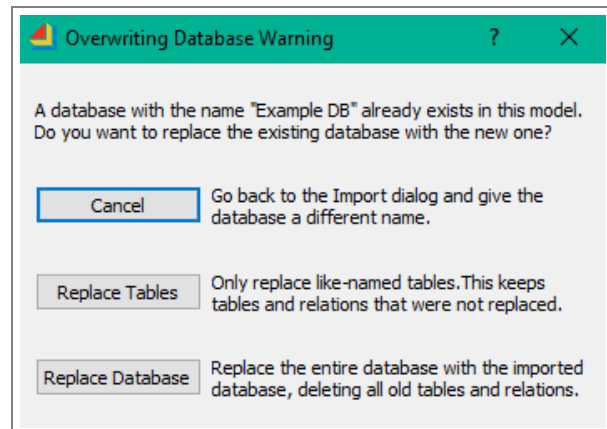 Overwriting Database Warning ?
A database with the name "Example DB" already exists in this model.
Do you want to replace the existing database with the new one?
Cancel
Go back to the Import dialog and give the
database a different name.
Replace Tables
Only replace like-named tables.This keeps
tables and relations that were not replaced.
Replace Database
Replace the entire database with the imported
database, deleting all old tables and relations.